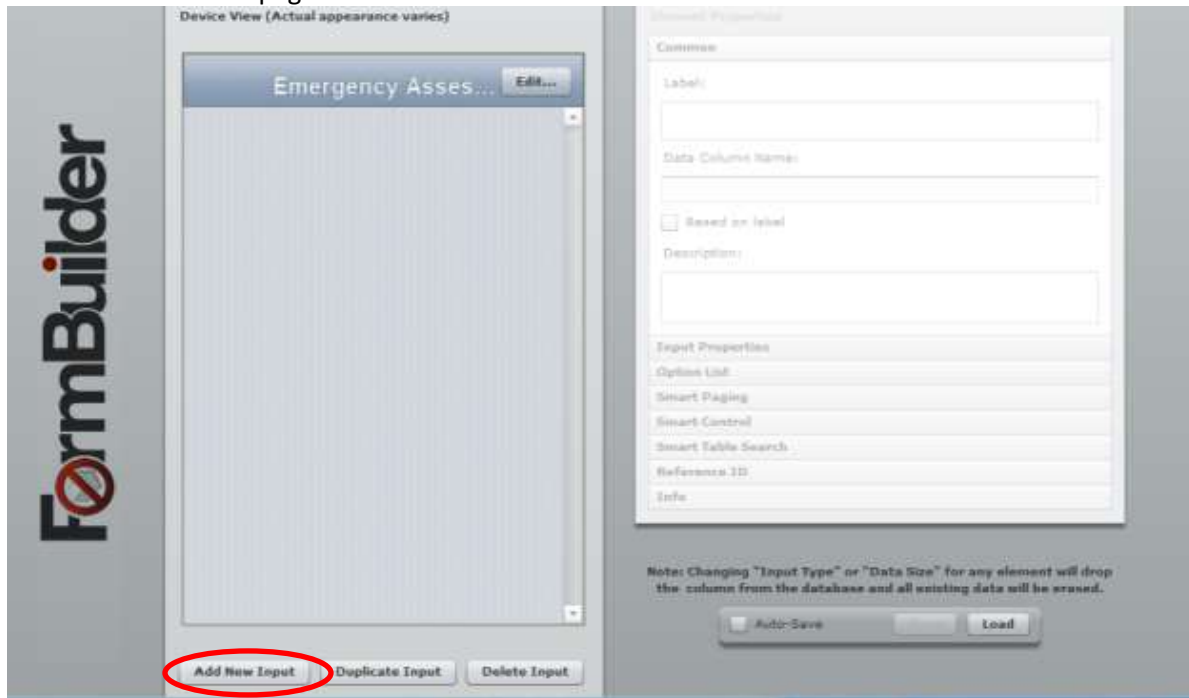 Device View (Actual appearance varies)
Element Properties
Common
Emergency Asses... Edit...
Label:
Data Column Name:
Based on label
Description:
Input Properties
Option List
Smart Paging
Smart Control
Smart Table Search
Reference ID
Info
FormBuilder
Note: Changing "Input Type" or "Data Size" for any element will drop
the column from the database and all existing data will be erased.
Auto-Save Load
Add New Input Duplicate Input Delete Input